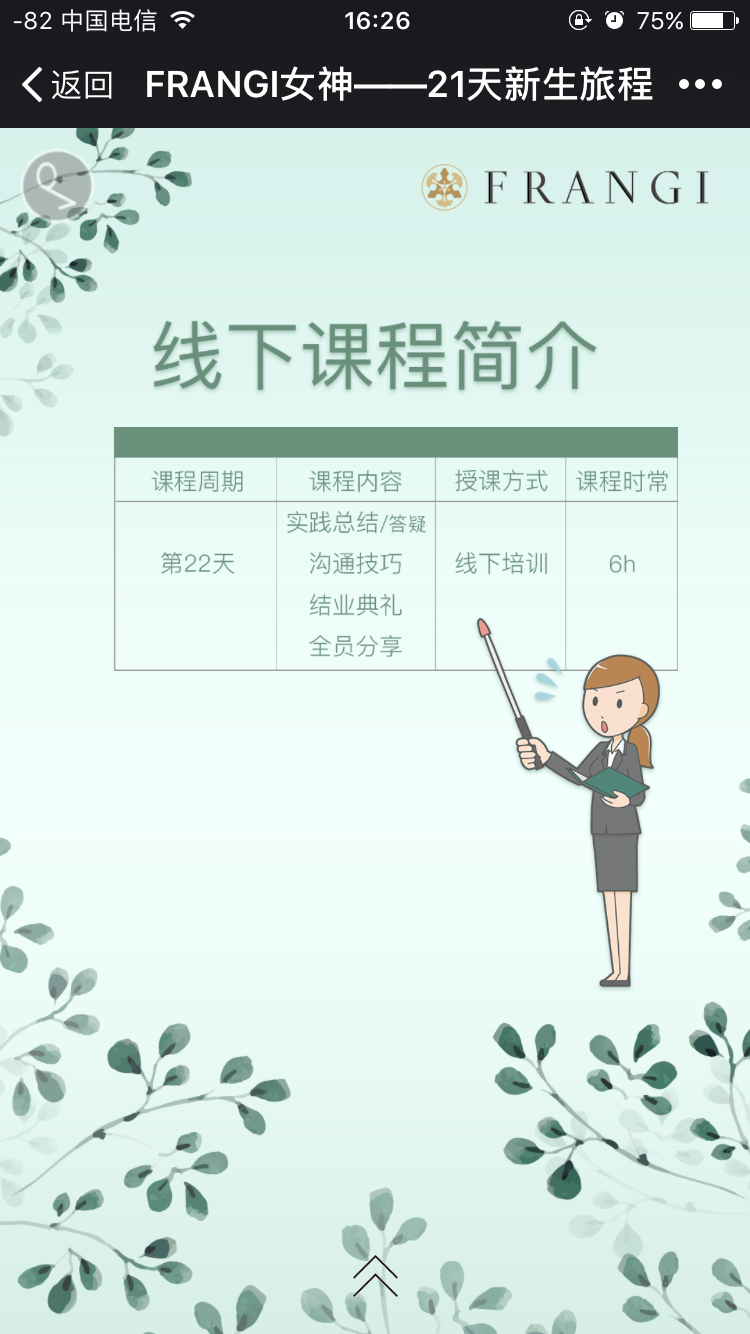 -82 中国电信 16:26 75%
返回 FRANGI女神——21天新生旅程
FRANGI
线下课程简介
课程周期 课程内容 授课方式 课程时常
实践总结/答疑
第22天 沟通技巧 线下培训 6h
结业典礼
全员分享